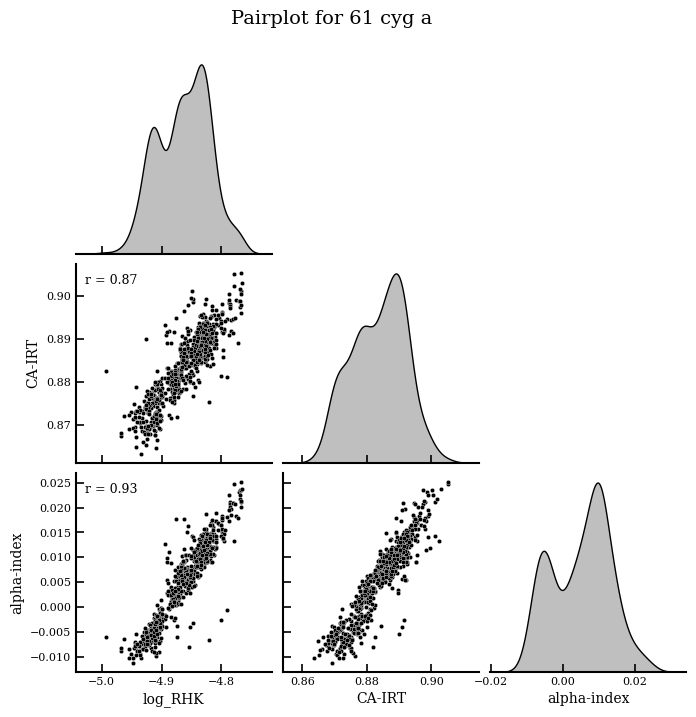 Pairplot for 61 cyg a
r = 0.87
0.90
0.89
0.88
0.87
CA-IRT
r = 0.93
0.025
0.020
0.015
0.010
0.005
0.000
−0.005
−0.010
alpha-index
−5.0 −4.9 −4.8
log_RHK
0.86 0.88 0.90
CA-IRT
−0.02 0.00 0.02
alpha-index